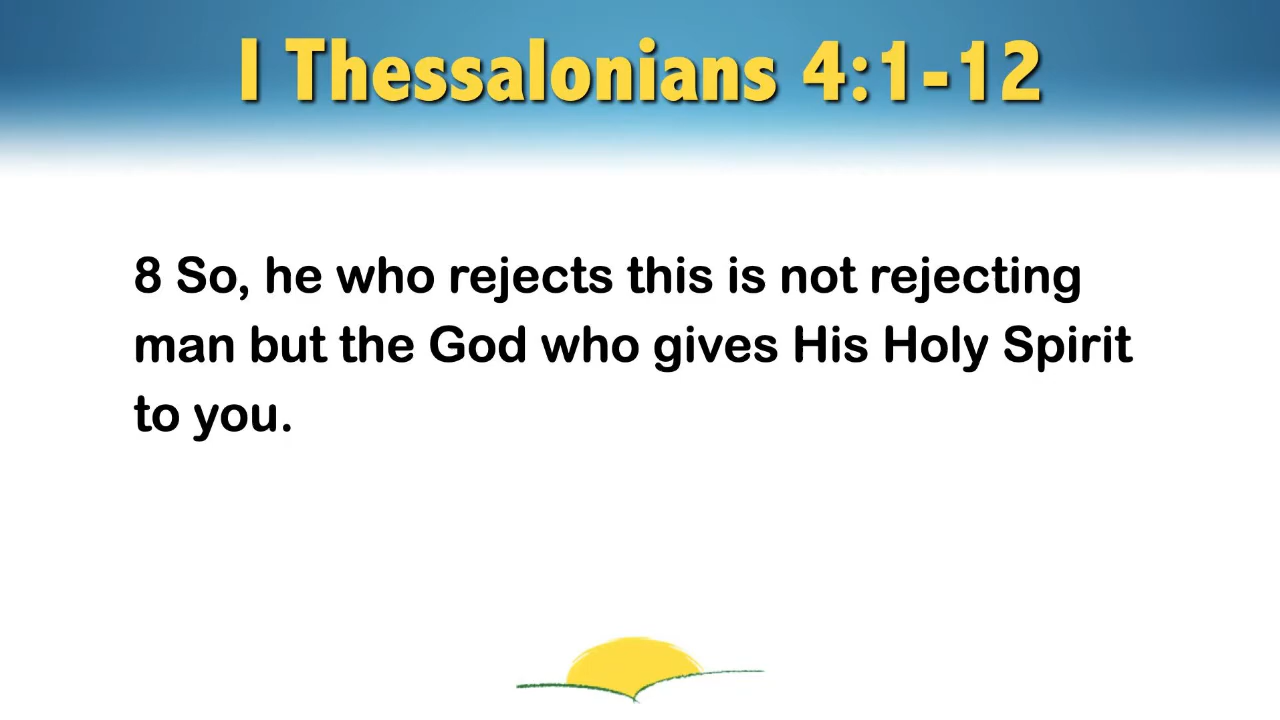 I Thessalonians 4:1-12
8 So, he who rejects this is not rejecting
man but the God who gives His Holy Spirit
to you.